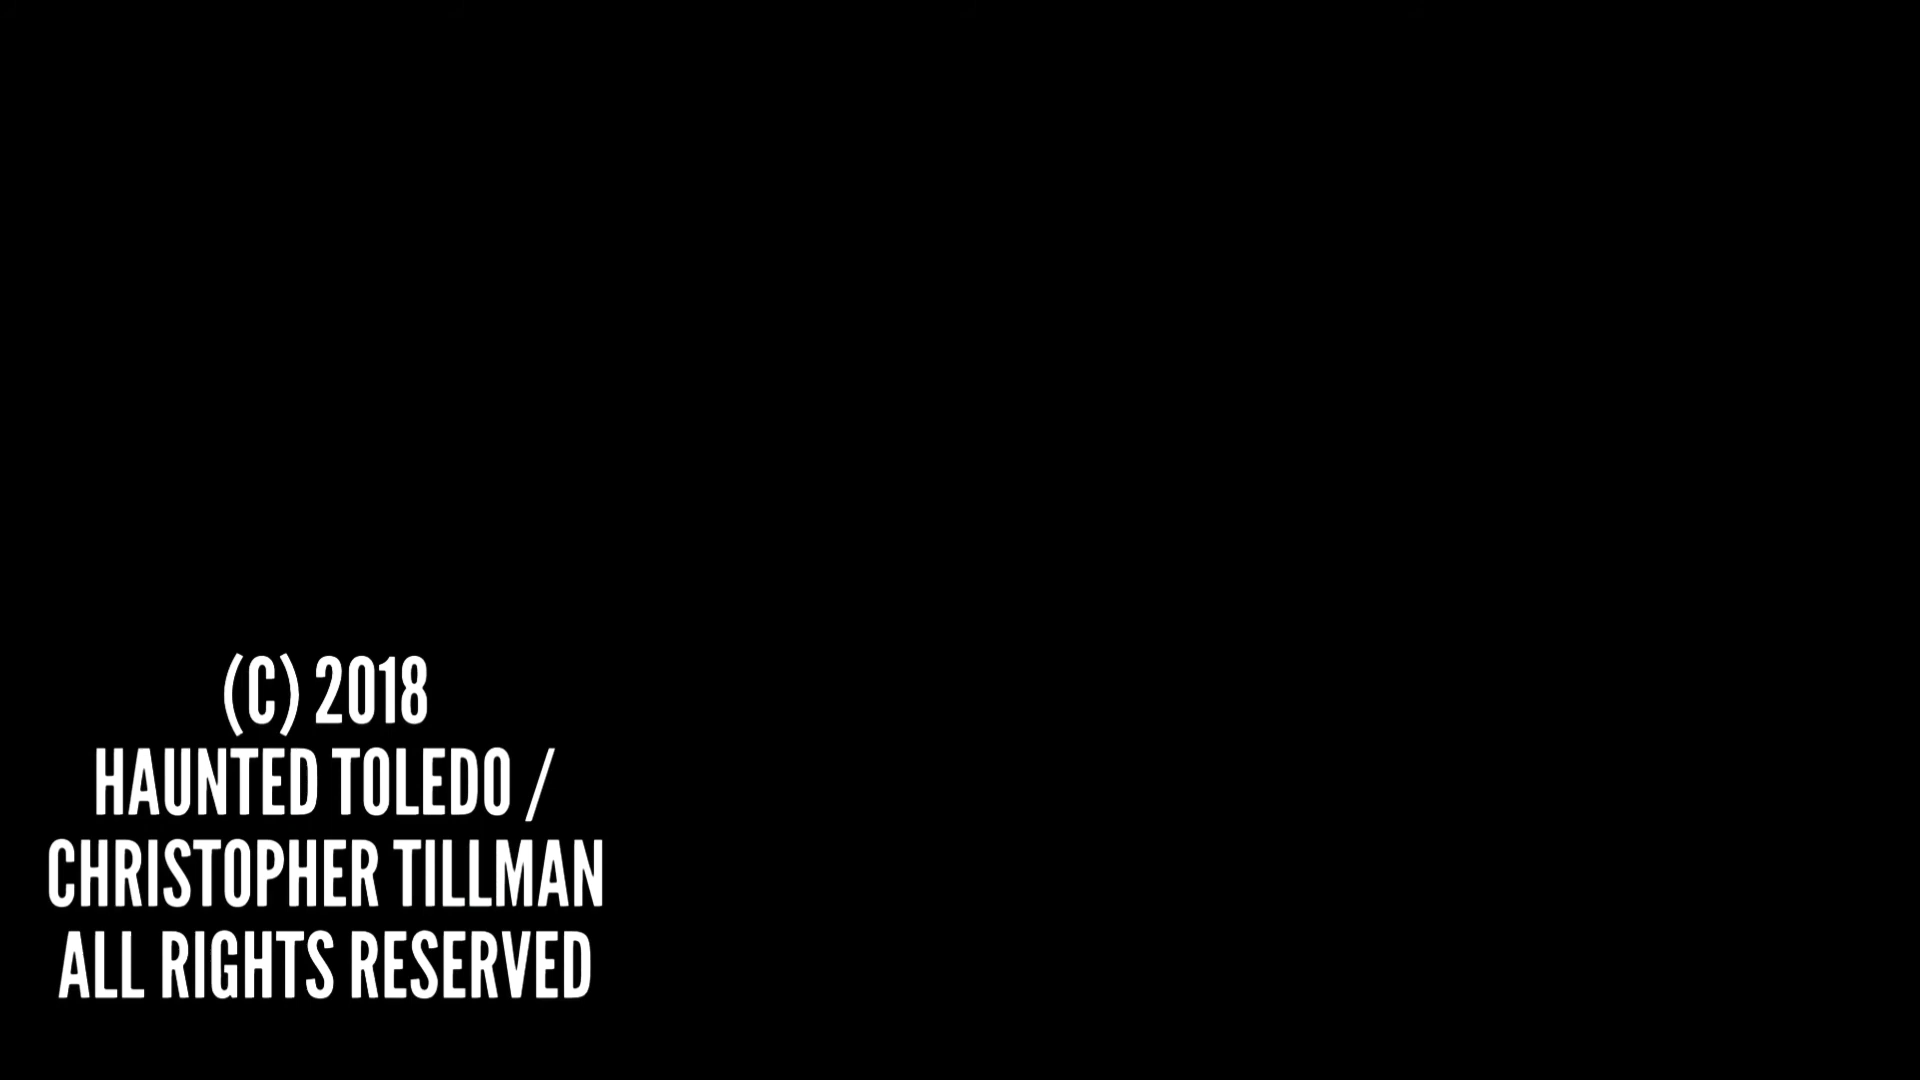 (C) 2018
HAUNTED TOLEDO /
CHRISTOPHER TILLMAN
ALL RIGHTS RESERVED